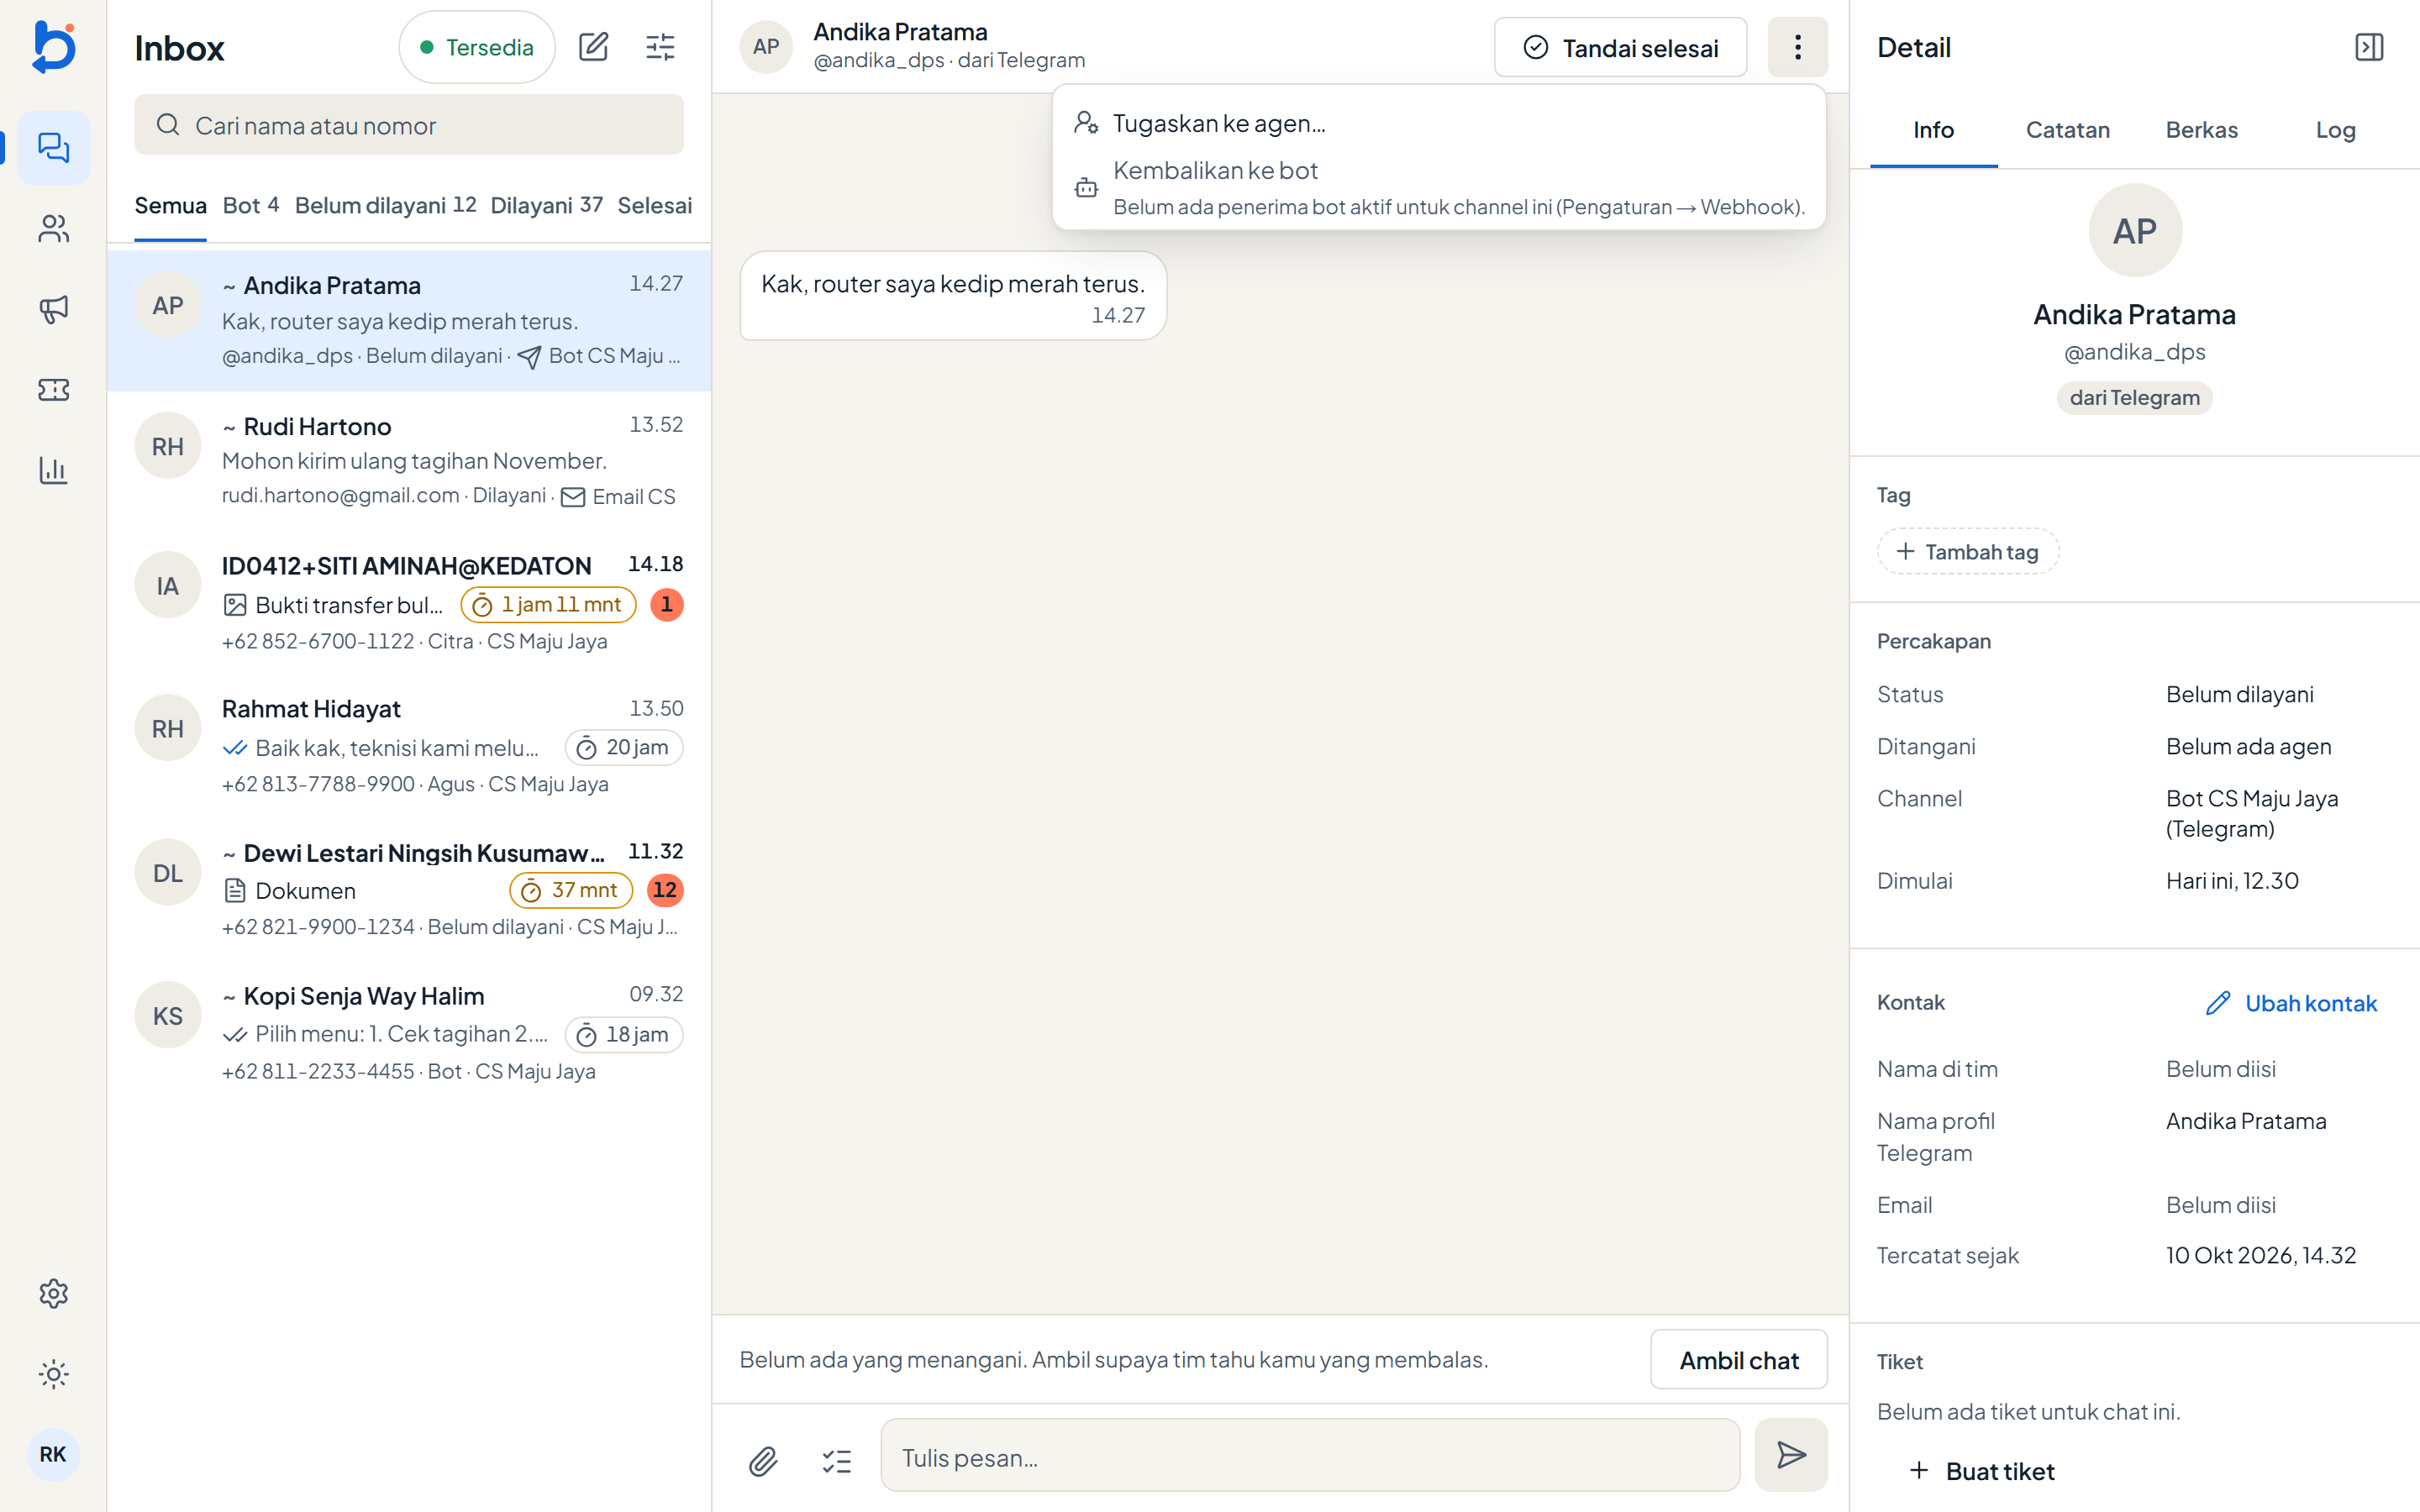 Inbox
Tersedia
Cari nama atau nomor
Semua
Bot 4
Belum dilayani 12
Dilayani 37
Selesai
AP
~ Andika Pratama
14.27
Kak, router saya kedip merah terus.
@andika_dps · Belum dilayani · Bot CS Maju ...
RH
~ Rudi Hartono
13.52
Mohon kirim ulang tagihan November.
rudi.hartono@gmail.com · Dilayani · Email CS
IA
ID0412+SITI AMINAH@KEDATON
14.18
Bukti transfer bul...
1 jam 11 mnt
1
+62 852-6700-1122 · Citra · CS Maju Jaya
RH
Rahmat Hidayat
13.50
Baik kak, teknisi kami melu...
20 jam
+62 813-7788-9900 · Agus · CS Maju Jaya
DL
~ Dewi Lestari Ningsih Kusumaw...
11.32
Dokumen
37 mnt
12
+62 821-9900-1234 · Belum dilayani · CS Maju J...
KS
~ Kopi Senja Way Halim
09.32
Pilih menu: 1. Cek tagihan 2....
18 jam
+62 811-2233-4455 · Bot · CS Maju Jaya
RK
AP
Andika Pratama
@andika_dps · dari Telegram
Tandai selesai
Tugaskan ke agen...
Kembalikan ke bot
Belum ada penerima bot aktif untuk channel ini (Pengaturan → Webhook).
Kak, router saya kedip merah terus.
14.27
Belum ada yang menangani. Ambil supaya tim tahu kamu yang membalas.
Ambil chat
Tulis pesan...
Detail
Info
Catatan
Berkas
Log
AP
Andika Pratama
@andika_dps
dari Telegram
Tag
+ Tambah tag
Percakapan
Status
Belum dilayani
Ditangani
Belum ada agen
Channel
Bot CS Maju Jaya
(Telegram)
Dimulai
Hari ini, 12.30
Kontak
Ubah kontak
Nama di tim
Belum diisi
Nama profil
Telegram
Andika Pratama
Email
Belum diisi
Tercatat sejak
10 Okt 2026, 14.32
Tiket
Belum ada tiket untuk chat ini.
+ Buat tiket